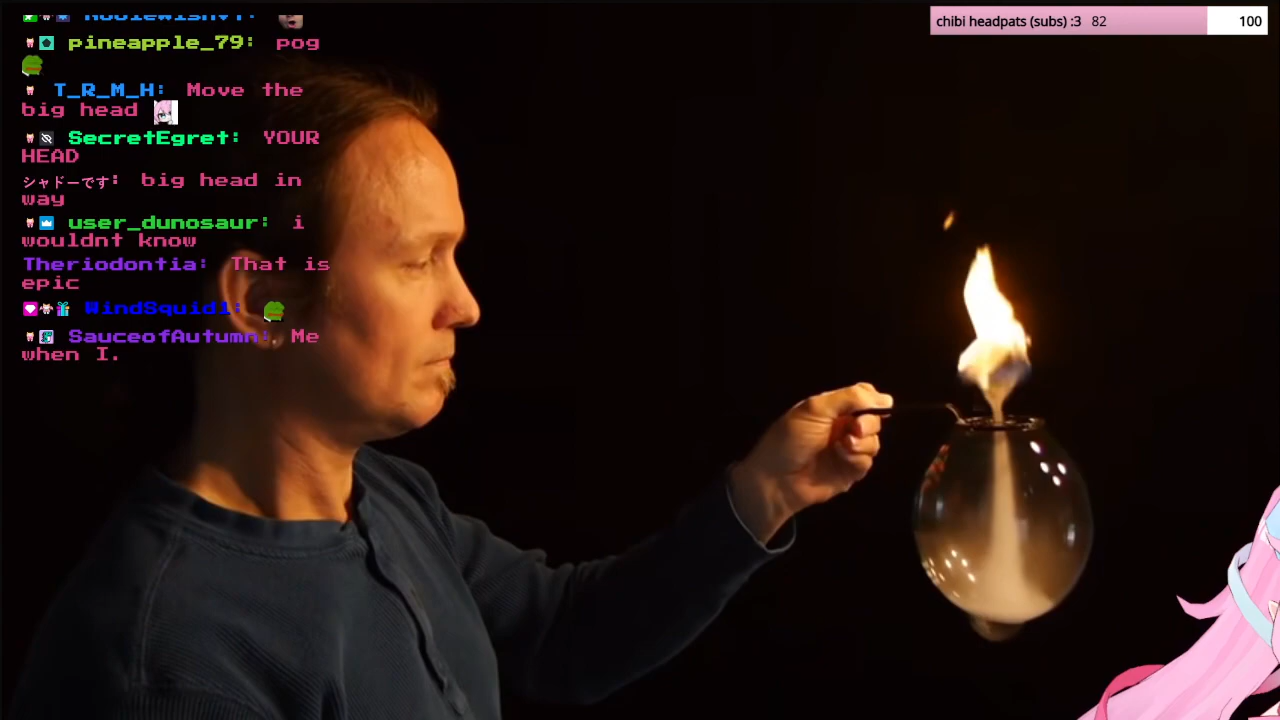 pineapple_79: pog
T_R_M_H: Move the
big head
SecretEgret: YOUR
HEAD
シャドーです: big head in
way
user_dunosaur: i
wouldnt know
Theriodontia: That is
epic
WindSquid1:
SauceofAutumn: Me
when I.
chibi headpats (subs) :3 82 100